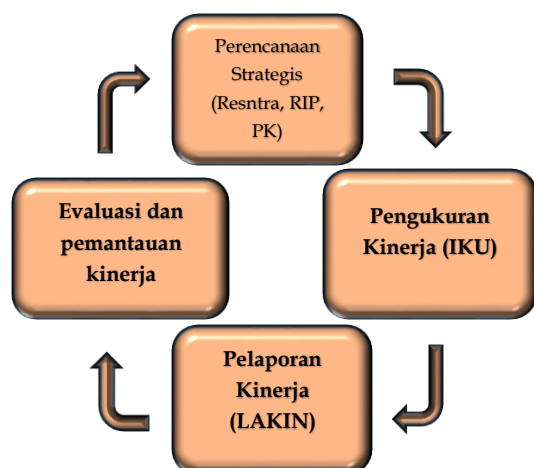 Perencanaan
Strategis
(Resntra, RIP,
PK)
Pengukuran
Kinerja (IKU)
Pelaporan
Kinerja
(LAKIN)
Evaluasi dan
pemantauan
kinerja